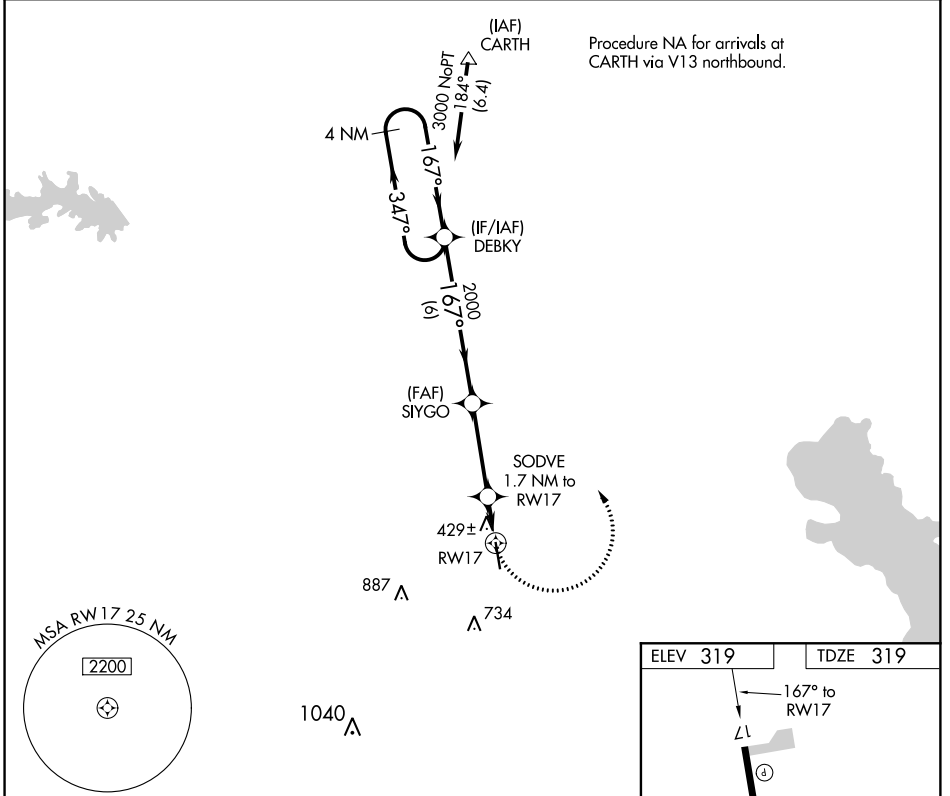 (IAF)
CARTH
Procedure NA for arrivals at
CARTH via V13 northbound.
3000 NoPT
184°
(6.4)
4 NM
167°
347°
(IF/IAF)
DEBKY
2000
167°
(6)
(FAF)
SIYGO
SODVE
1.7 NM to
RW17
429±
RW17
887
734
MSA RW17 25 NM
2200
1040
ELEV 319
TDZE 319
167° to
RW17
17
P